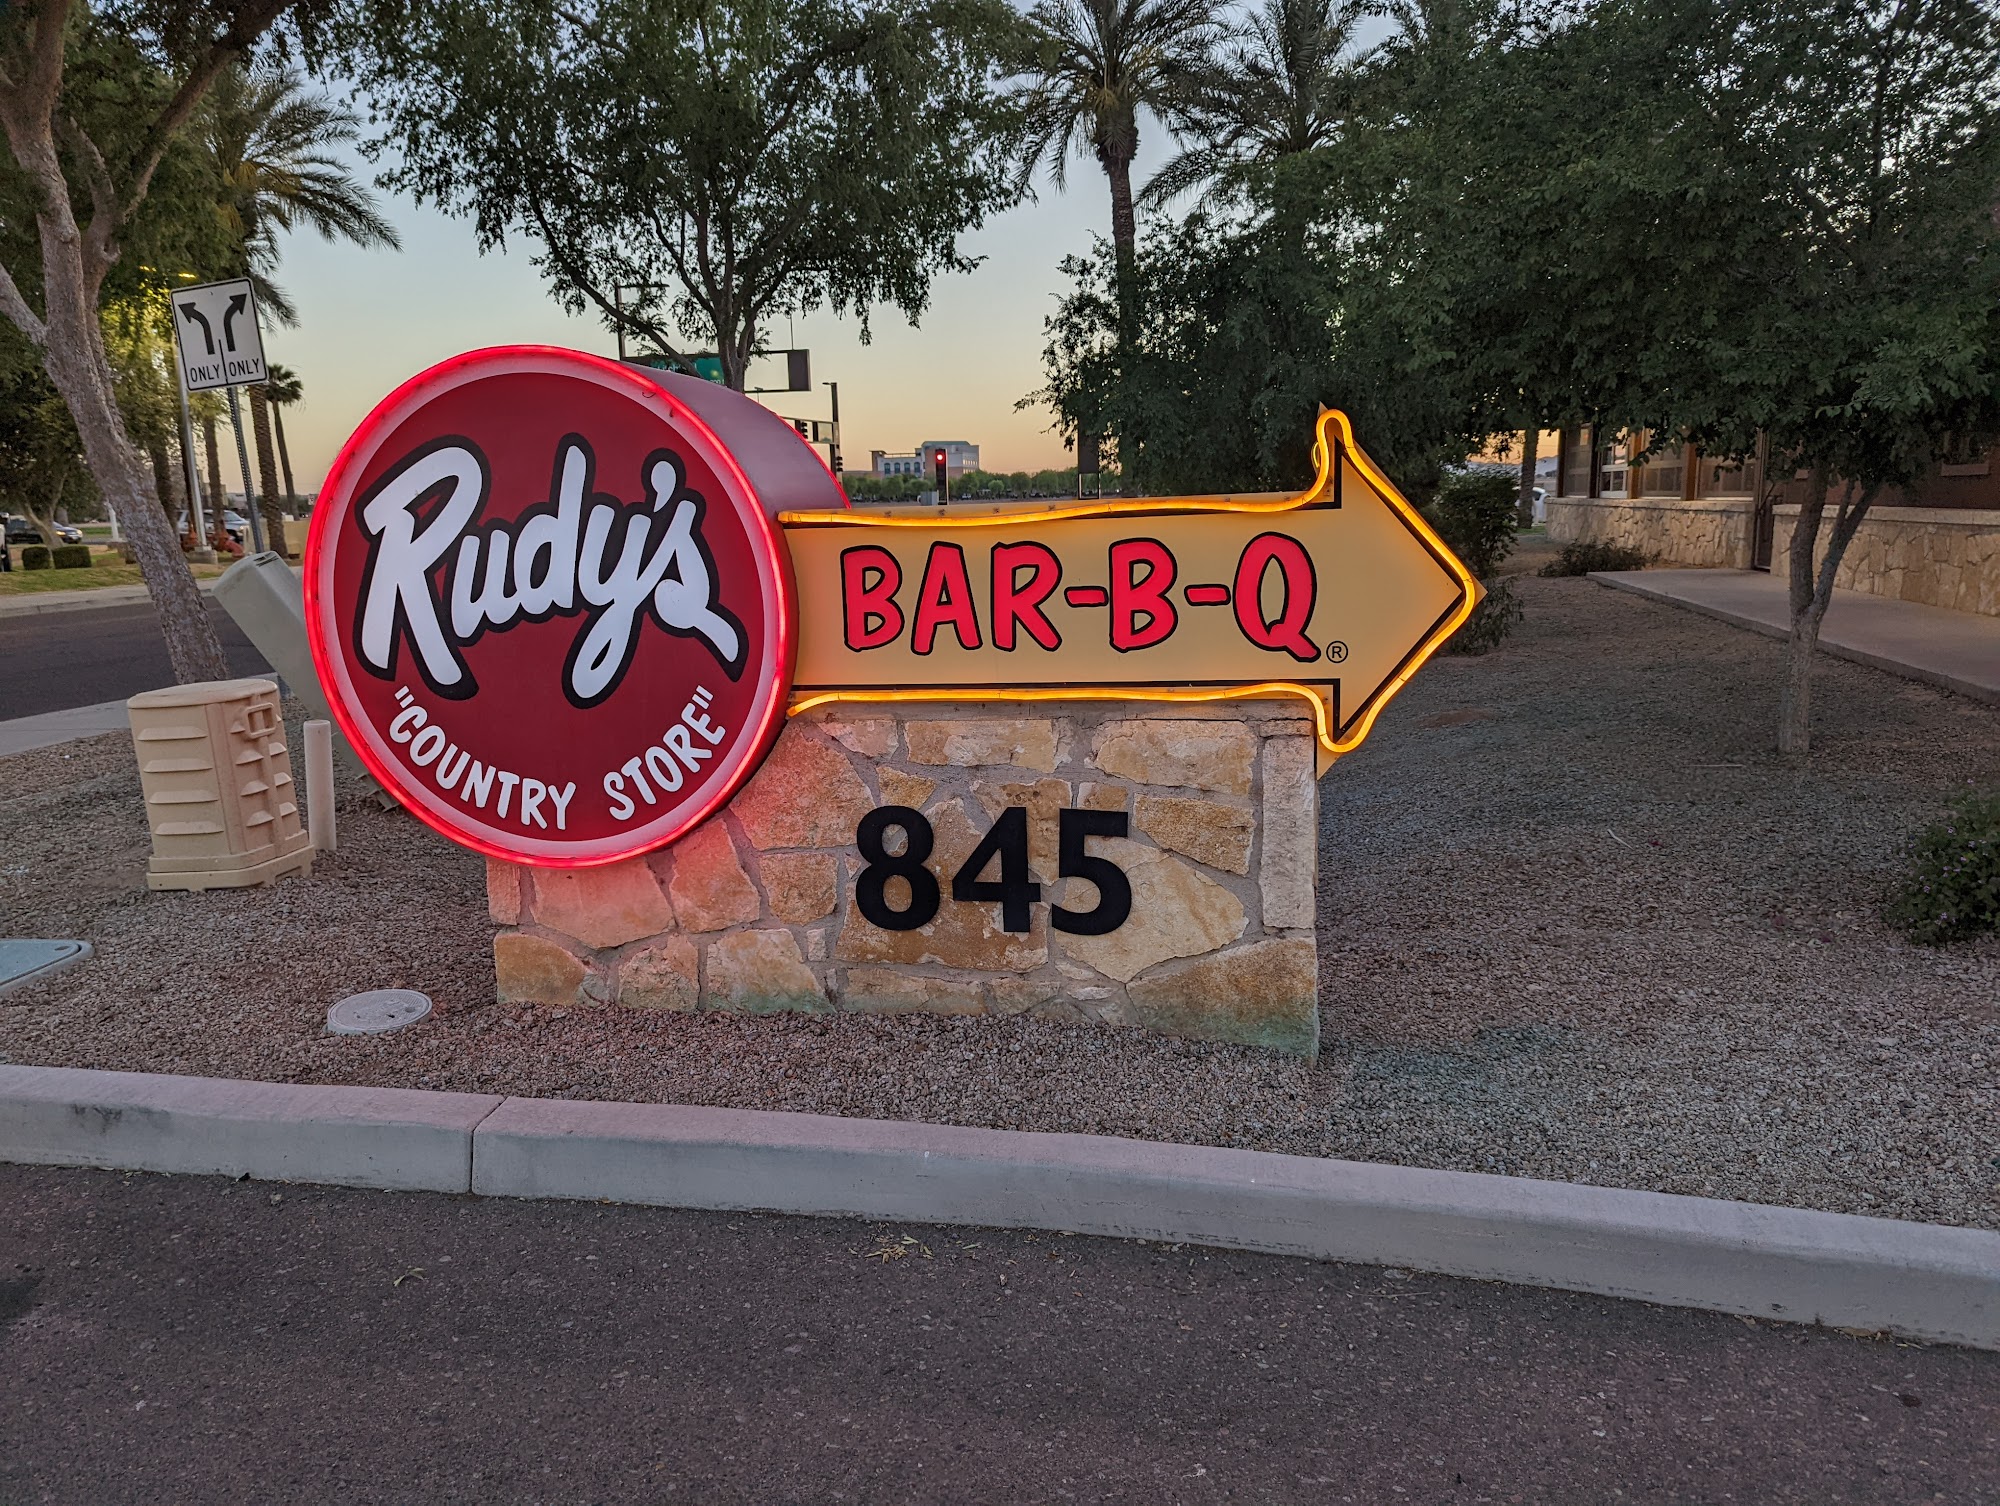 ONLY ONLY
Rudy's
"COUNTRY STORE"
BAR-B-Q®
845